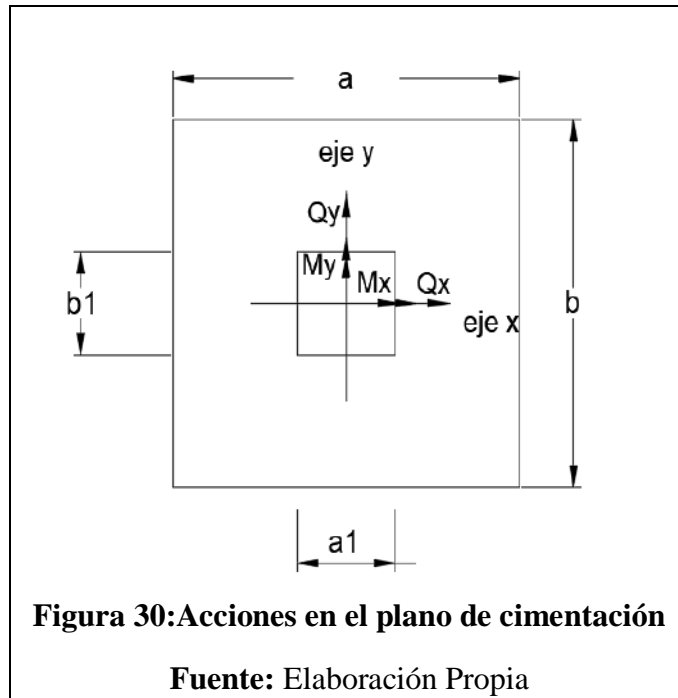 a
eje y
Qy
My
Mx Qx
b1
eje x
b
a1
Figura 30:Acciones en el plano de cimentación
Fuente: Elaboración Propia